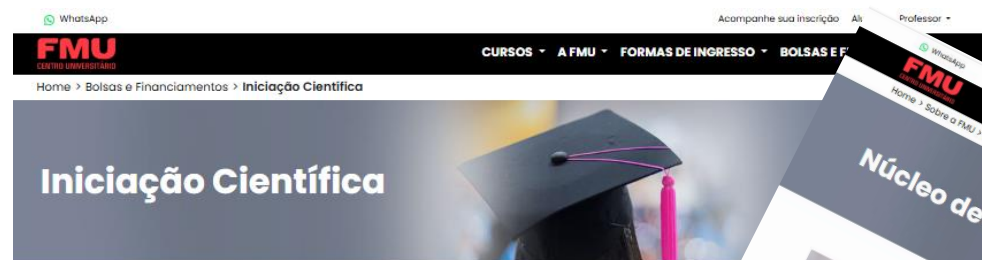 WhatsApp
Acompanhe sua inscrição Professor
FMU
CENTRO UNIVERSITÁRIO
CURSOS A FMU FORMAS DE INGRESSO BOLSAS E
Home > Bolsas e Financiamentos > Iniciação Científica
Iniciação Científica
WhatsApp
FMU
CENTRO UNIVERSITÁRIO
Home > Sobre a FMU >
Núcleo de